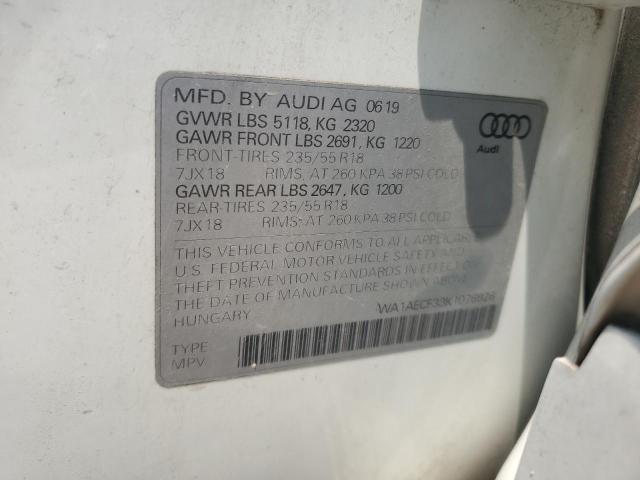 MFD. BY AUDI AG 0619
GVWR LBS 5118, KG 2320
GAWR FRONT LBS 2691, KG 1220
FRONT-TIRES 235/55 R18
7JX18 RIMS, AT 260 KPA 38 PSI COLD
GAWR REAR LBS 2647, KG 1200
REAR-TIRES 235/55 R18
7JX18 RIMS, AT 260 KPA 38 PSI COLD
THIS VEHICLE CONFORMS TO ALL APPLICABLE
U.S. FEDERAL MOTOR VEHICLE SAFETY AND
THEFT PREVENTION STANDARDS IN EFFECT ON
THE DATE OF MANUFACTURE SHOWN ABOVE
HUNGARY
TYPE
MPV
Audi